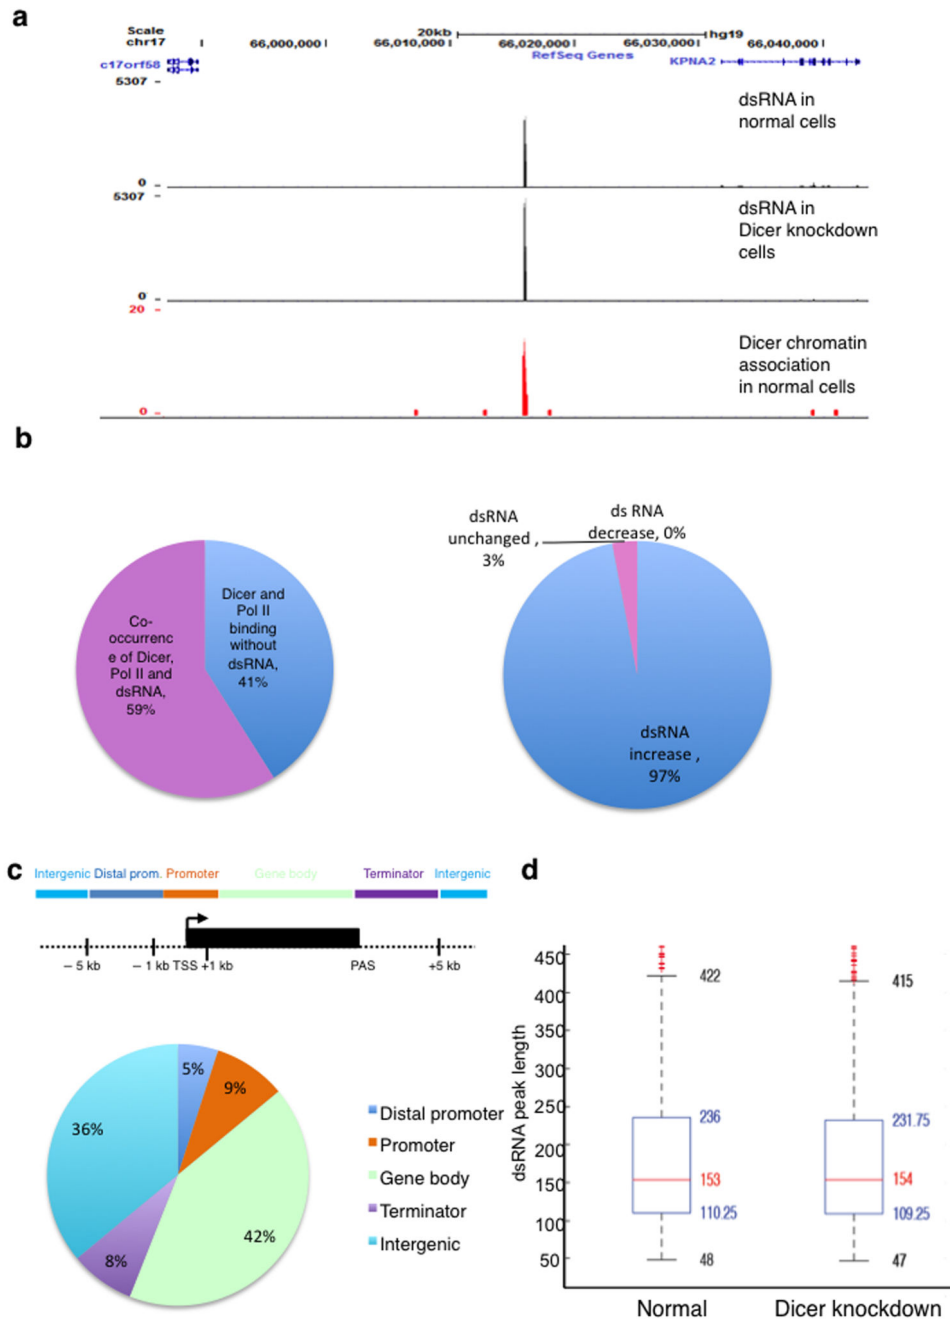 a
Scale
20kb
hg19
chr17
66,000,000
66,010,000
66,020,000
66,030,000
66,040,000
RefSeq Genes
c17orf58
KPNA2
5307
dsRNA in
normal cells
0
5307
dsRNA in
Dicer knockdown
cells
0
20
Dicer chromatin
association
in normal cells
0
b
Co-
occurrenc
e of Dicer,
Pol II and
dsRNA,
59%
Dicer and
Pol II
binding
without
dsRNA,
41%
dsRNA
unchanged ,
3%
ds RNA
decrease, 0%
dsRNA
increase ,
97%
c
Intergenic Distal prom. Promoter Gene body Terminator Intergenic
– 5 kb – 1 kb TSS +1 kb PAS +5 kb
5%
9%
36%
42%
8%
Distal promoter
Promoter
Gene body
Terminator
Intergenic
d
dsRNA peak length
450
400
350
300
250
200
150
100
50
422
236
153
110.25
48
415
231.75
154
109.25
47
Normal
Dicer knockdown